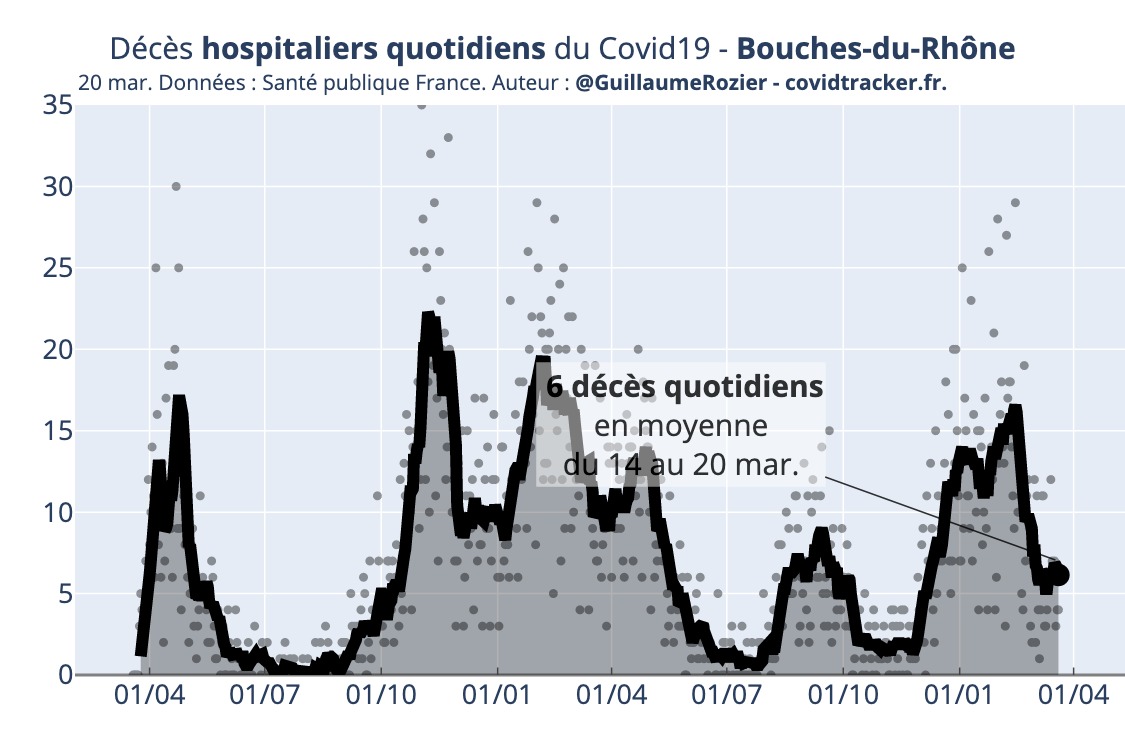 Décès hospitaliers quotidiens du Covid19 - Bouches-du-Rhône
20 mar. Données : Santé publique France. Auteur : @GuillaumeRozier - covidtracker.fr.
35
30
25
20
15
10
5
0
6 décès quotidiens
en moyenne
du 14 au 20 mar.
01/04 01/07 01/10 01/01 01/04 01/07 01/10 01/01 01/04